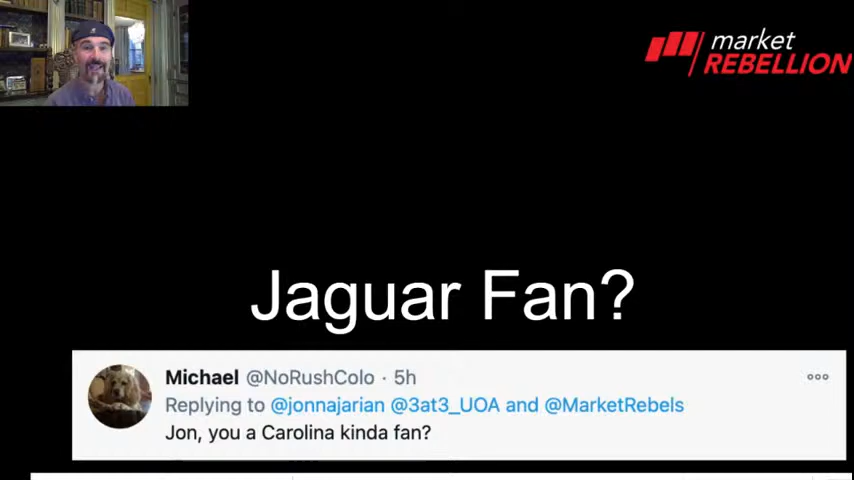 market
REBELLION
Jaguar Fan?
Michael @NoRushColo · 5h
Replying to @jonnajarian @3at3_UOA and @MarketRebels
Jon, you a Carolina kinda fan?